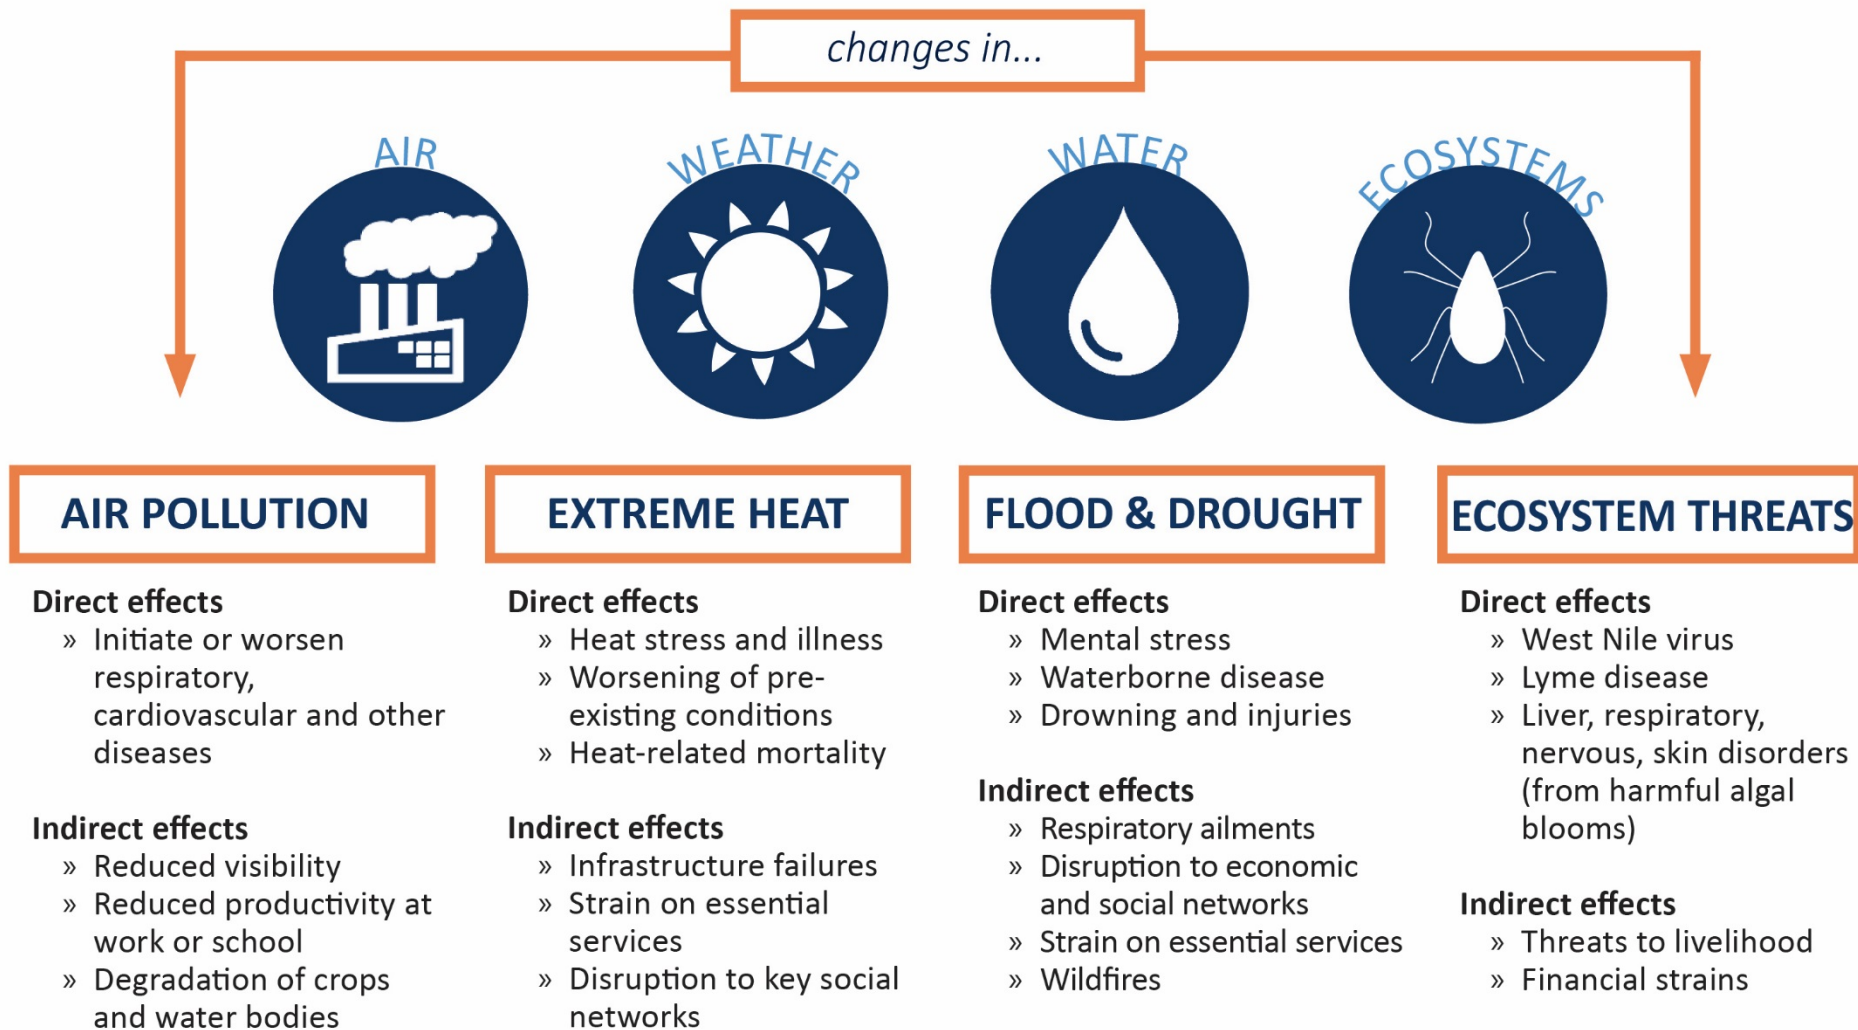 changes in...
AIR
WEATHER
WATER
ECOSYSTEMS
AIR POLLUTION
Direct effects
» Initiate or worsen
respiratory,
cardiovascular and other
diseases
Indirect effects
» Reduced visibility
» Reduced productivity at
work or school
» Degradation of crops
and water bodies
EXTREME HEAT
Direct effects
» Heat stress and illness
» Worsening of pre-
existing conditions
» Heat-related mortality
Indirect effects
» Infrastructure failures
» Strain on essential
services
» Disruption to key social
networks
FLOOD & DROUGHT
Direct effects
» Mental stress
» Waterborne disease
» Drowning and injuries
Indirect effects
» Respiratory ailments
» Disruption to economic
and social networks
» Strain on essential services
» Wildfires
ECOSYSTEM THREATS
Direct effects
» West Nile virus
» Lyme disease
» Liver, respiratory,
nervous, skin disorders
(from harmful algal
blooms)
Indirect effects
» Threats to livelihood
» Financial strains